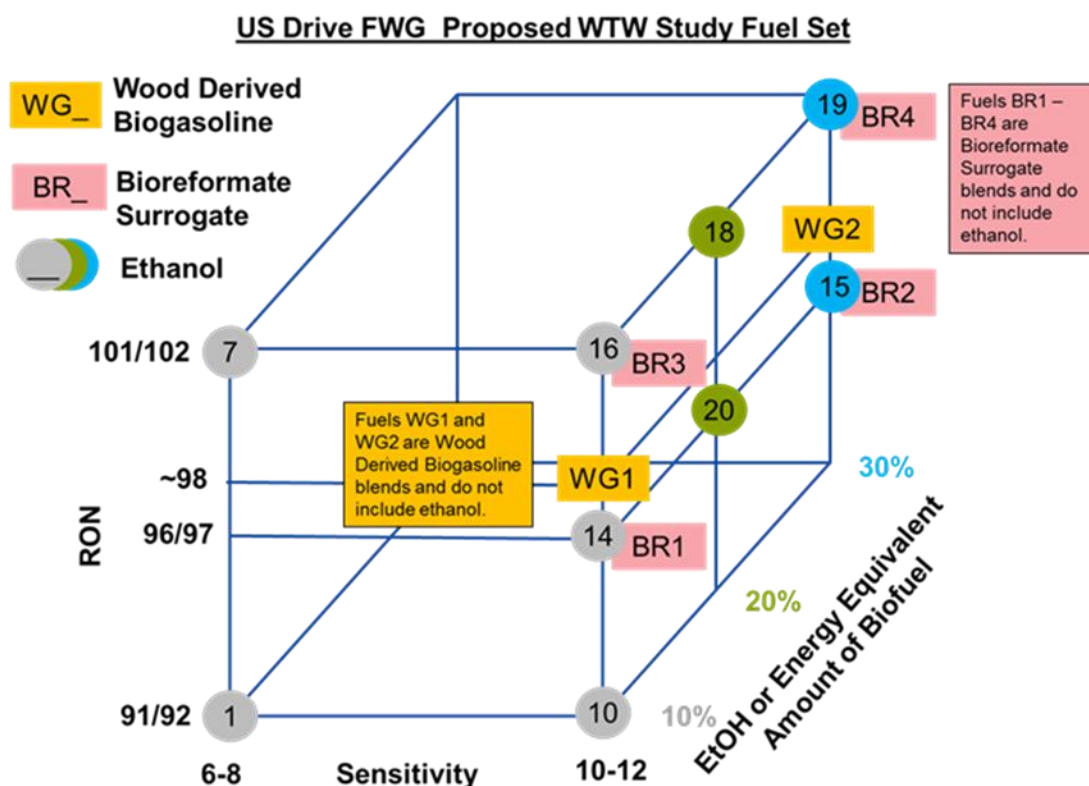 US Drive FWG  Proposed WTW Study Fuel Set
WG_
Wood Derived
Biogasoline
BR_
Bioreformate
Surrogate
__
Ethanol
19
BR4
Fuels BR1 –
BR4 are
Bioreformate
Surrogate
blends and do
not include
ethanol.
18
WG2
15
BR2
101/102
7
16
BR3
20
Fuels WG1 and
WG2 are Wood
Derived Biogasoline
blends and do not
include ethanol.
~98
WG1
30%
96/97
14
BR1
RON
20%
91/92
1
10
10%
EtOH or Energy Equivalent
Amount of Biofuel
6-8
Sensitivity
10-12